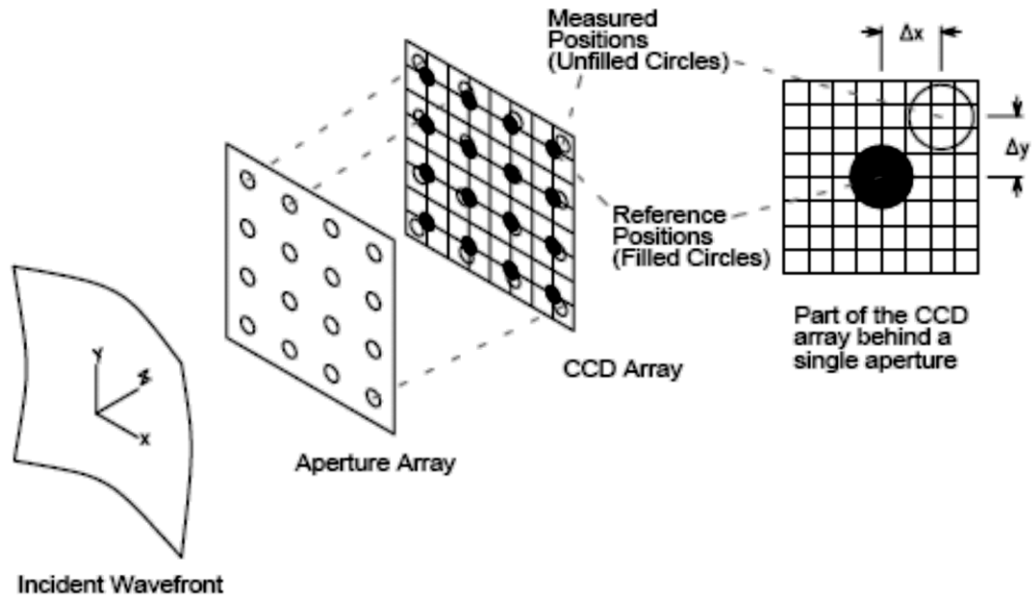 Measured
Positions
(Unfilled Circles)
Δx
Δy
Reference
Positions
(Filled Circles)
Part of the CCD
array behind a
single aperture
CCD Array
Y
Z
X
Aperture Array
Incident Wavefront